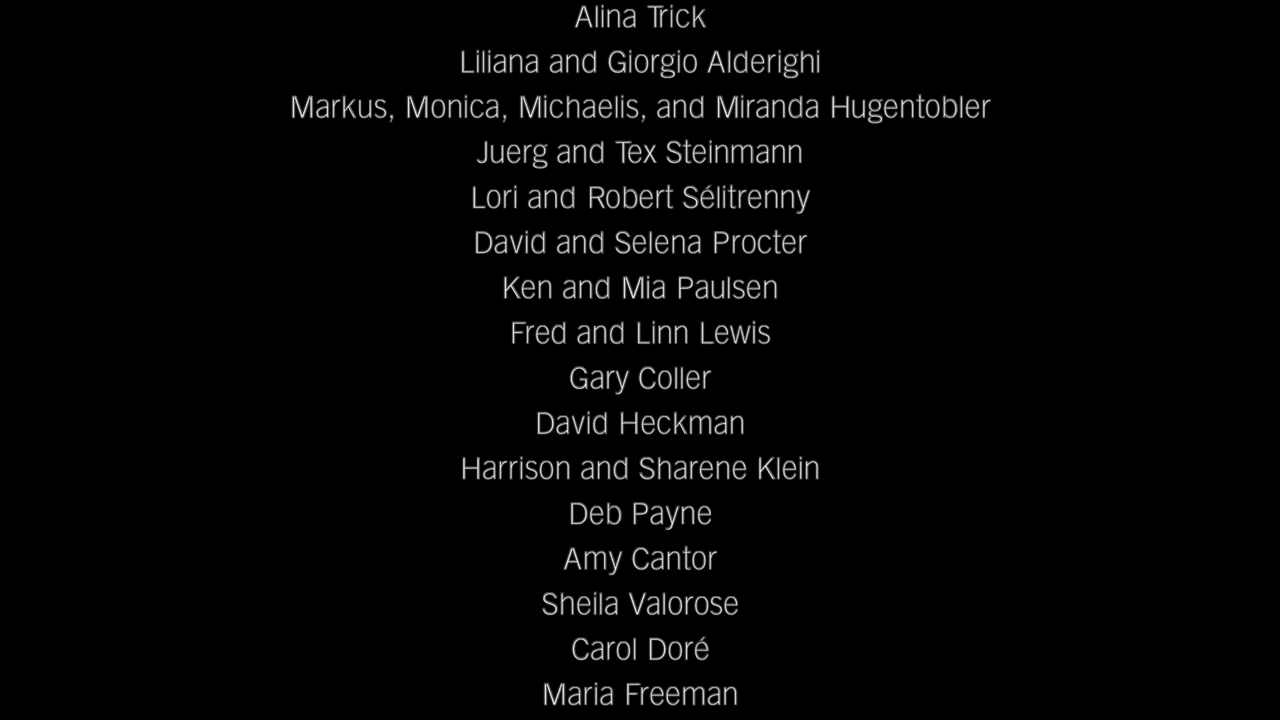 Alina Trick
Liliana and Giorgio Alderighi
Markus, Monica, Michaelis, and Miranda Hugentobler
Juerg and Tex Steinmann
Lori and Robert Sélitrenny
David and Selena Procter
Ken and Mia Paulsen
Fred and Linn Lewis
Gary Coller
David Heckman
Harrison and Sharene Klein
Deb Payne
Amy Cantor
Sheila Valorose
Carol Doré
Maria Freeman